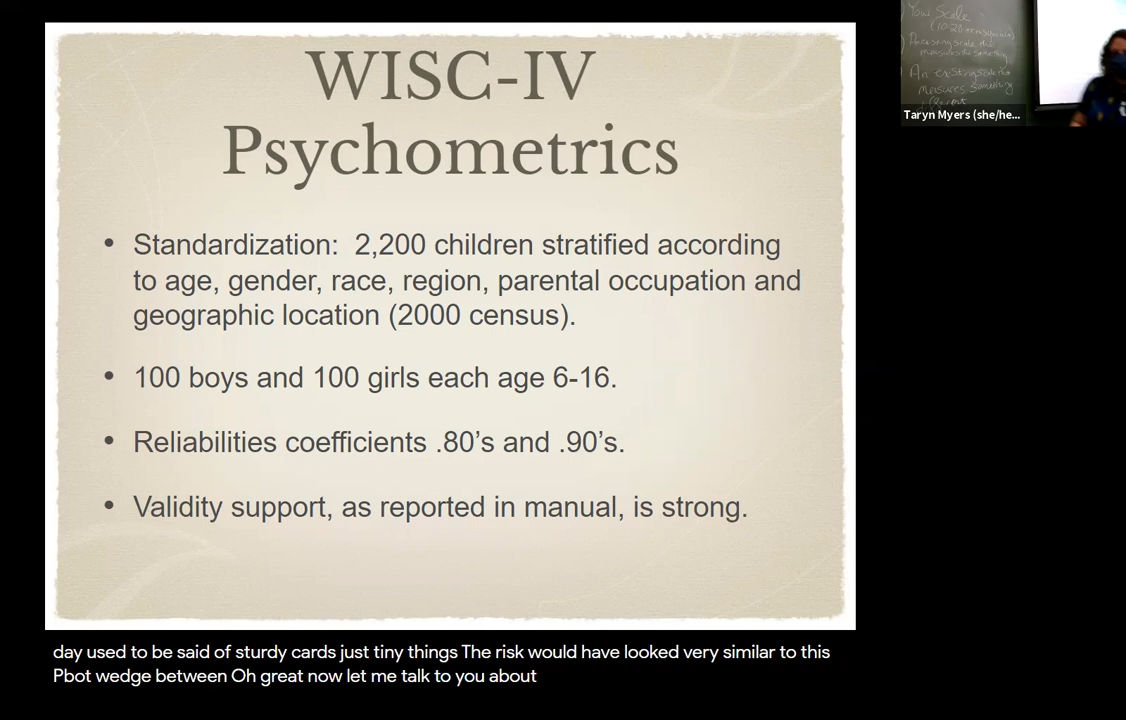 WISC-IV
Psychometrics
• Standardization: 2,200 children stratified according
to age, gender, race, region, parental occupation and
geographic location (2000 census).
• 100 boys and 100 girls each age 6-16.
• Reliabilities coefficients .80’s and .90’s.
• Validity support, as reported in manual, is strong.
day used to be said of sturdy cards just tiny things The risk would have looked very similar to this
Pbot wedge between Oh great now let me talk to you about
Your Scale
measures something
Taryn Myers (she/he...